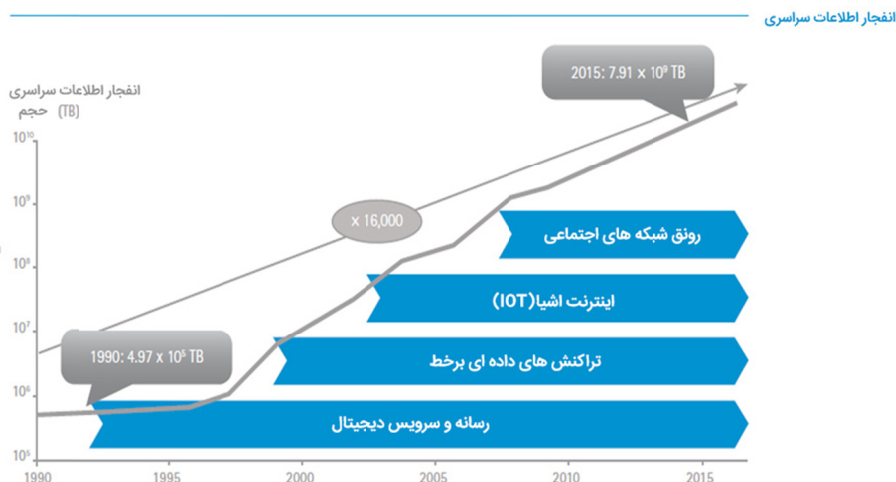 انفجار اطلاعات سراسری
انفجار اطلاعات سراسری
حجم (TB)
2015: 7.91 x 10⁹ TB
10¹⁰
10⁹
x 16,000
رونق شبکه های اجتماعی
10⁸
اینترنت اشیا(IOT)
10⁷
1990: 4.97 x 10⁵ TB
تراکنش های داده ای برخط
10⁶
رسانه و سرویس دیجیتال
10⁵
1990 1995 2000 2005 2010 2015